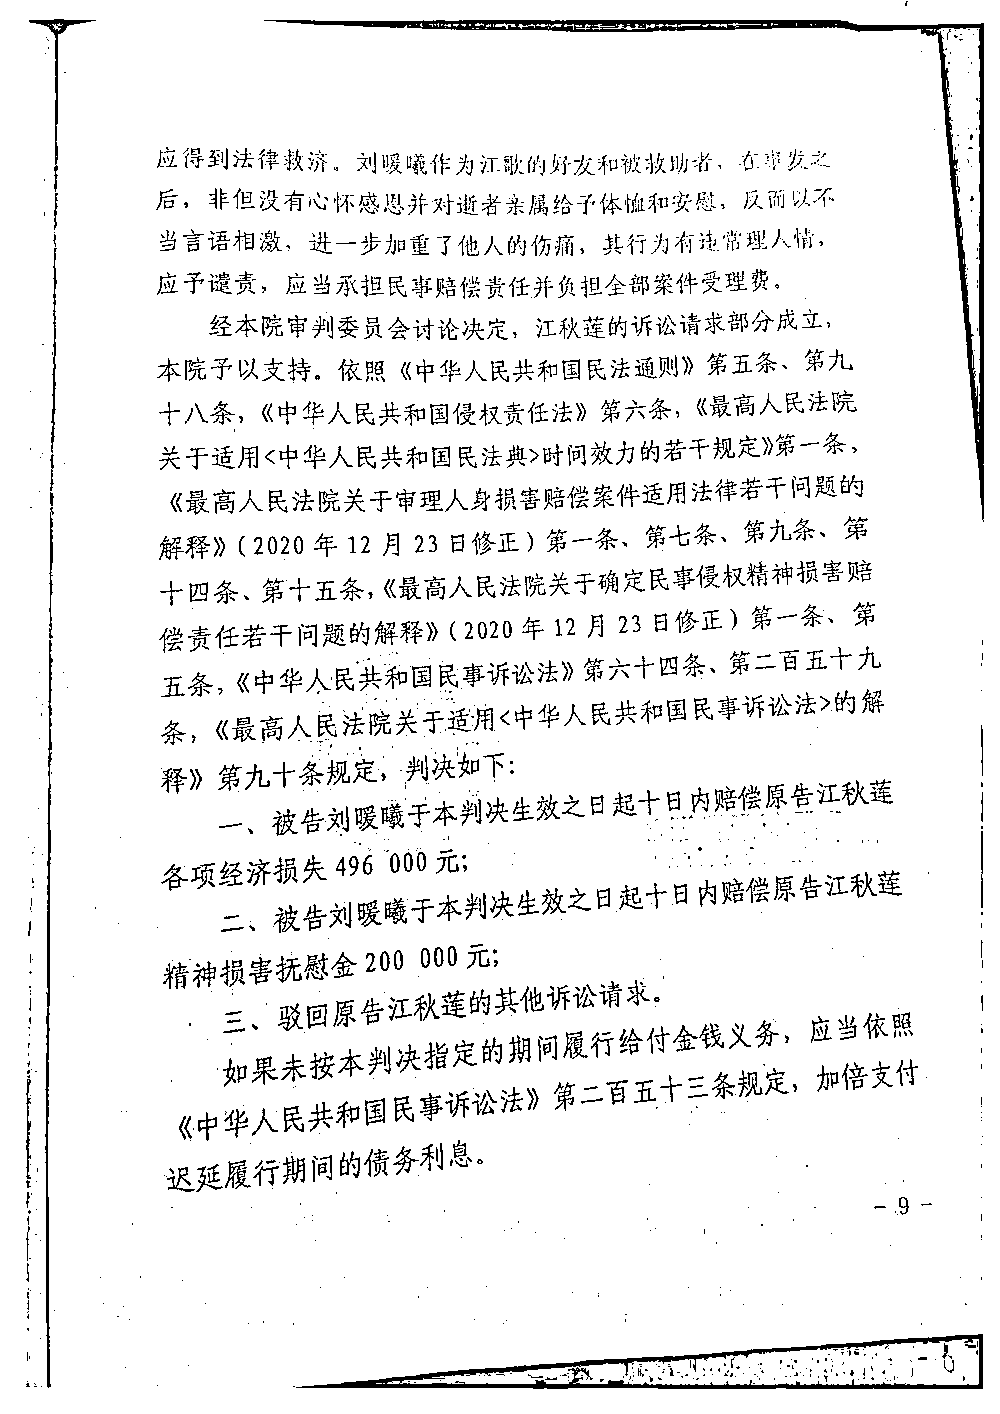 应得到法律救济。刘暖曦作为江歌的好友和被救助者，在事发之
后，非但没有心怀感恩并对逝者亲属给予体恤和安慰，反而以不
当言语相激，进一步加重了他人的伤痛，其行为有违常理人情，
应予谴责，应当承担民事赔偿责任并负担全部案件受理费。
经本院审判委员会讨论决定，江秋莲的诉讼请求部分成立，
本院予以支持。依照《中华人民共和国民法通则》第五条、第九
十八条，《中华人民共和国侵权责任法》第六条，《最高人民法院
关于适用<中华人民共和国民法典>时间效力的若干规定》第一条，
《最高人民法院关于审理人身损害赔偿案件适用法律若干问题的
解释》（2020年12月23日修正）第一条、第七条、第九条、第
十四条、第十五条，《最高人民法院关于确定民事侵权精神损害赔
偿责任若干问题的解释》（2020年12月23日修正）第一条、第
五条，《中华人民共和国民事诉讼法》第六十四条、第二百五十九
条，《最高人民法院关于适用<中华人民共和国民事诉讼法>的解
释》第九十条规定，判决如下：
一、被告刘暖曦于本判决生效之日起十日内赔偿原告江秋莲
各项经济损失496 000元；
二、被告刘暖曦于本判决生效之日起十日内赔偿原告江秋莲
精神损害抚慰金200 000元；
三、驳回原告江秋莲的其他诉讼请求。
如果未按本判决指定的期间履行给付金钱义务，应当依照
《中华人民共和国民事诉讼法》第二百五十三条规定，加倍支付
迟延履行期间的债务利息。
- 9 -